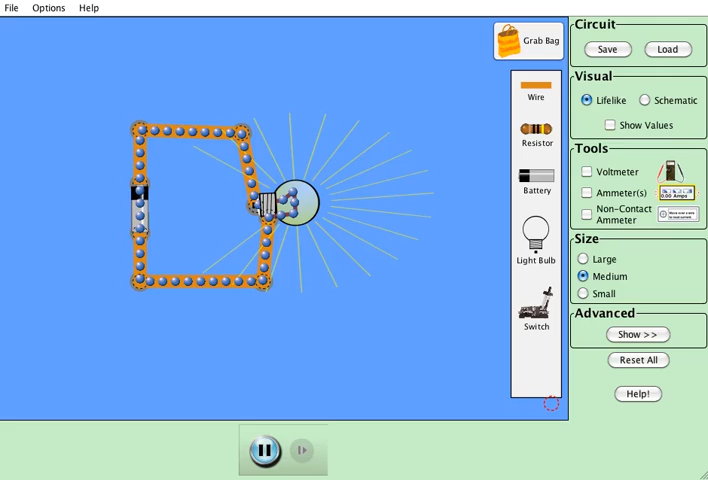 File Options Help
Grab Bag
Wire
Resistor
Battery
Light Bulb
Switch
Circuit
Save Load
Visual
Lifelike Schematic
Show Values
Tools
Voltmeter
Ammeter(s)
0.00 Amps
Non-Contact
Ammeter
Size
Large
Medium
Small
Advanced
Show >>
Reset All
Help!